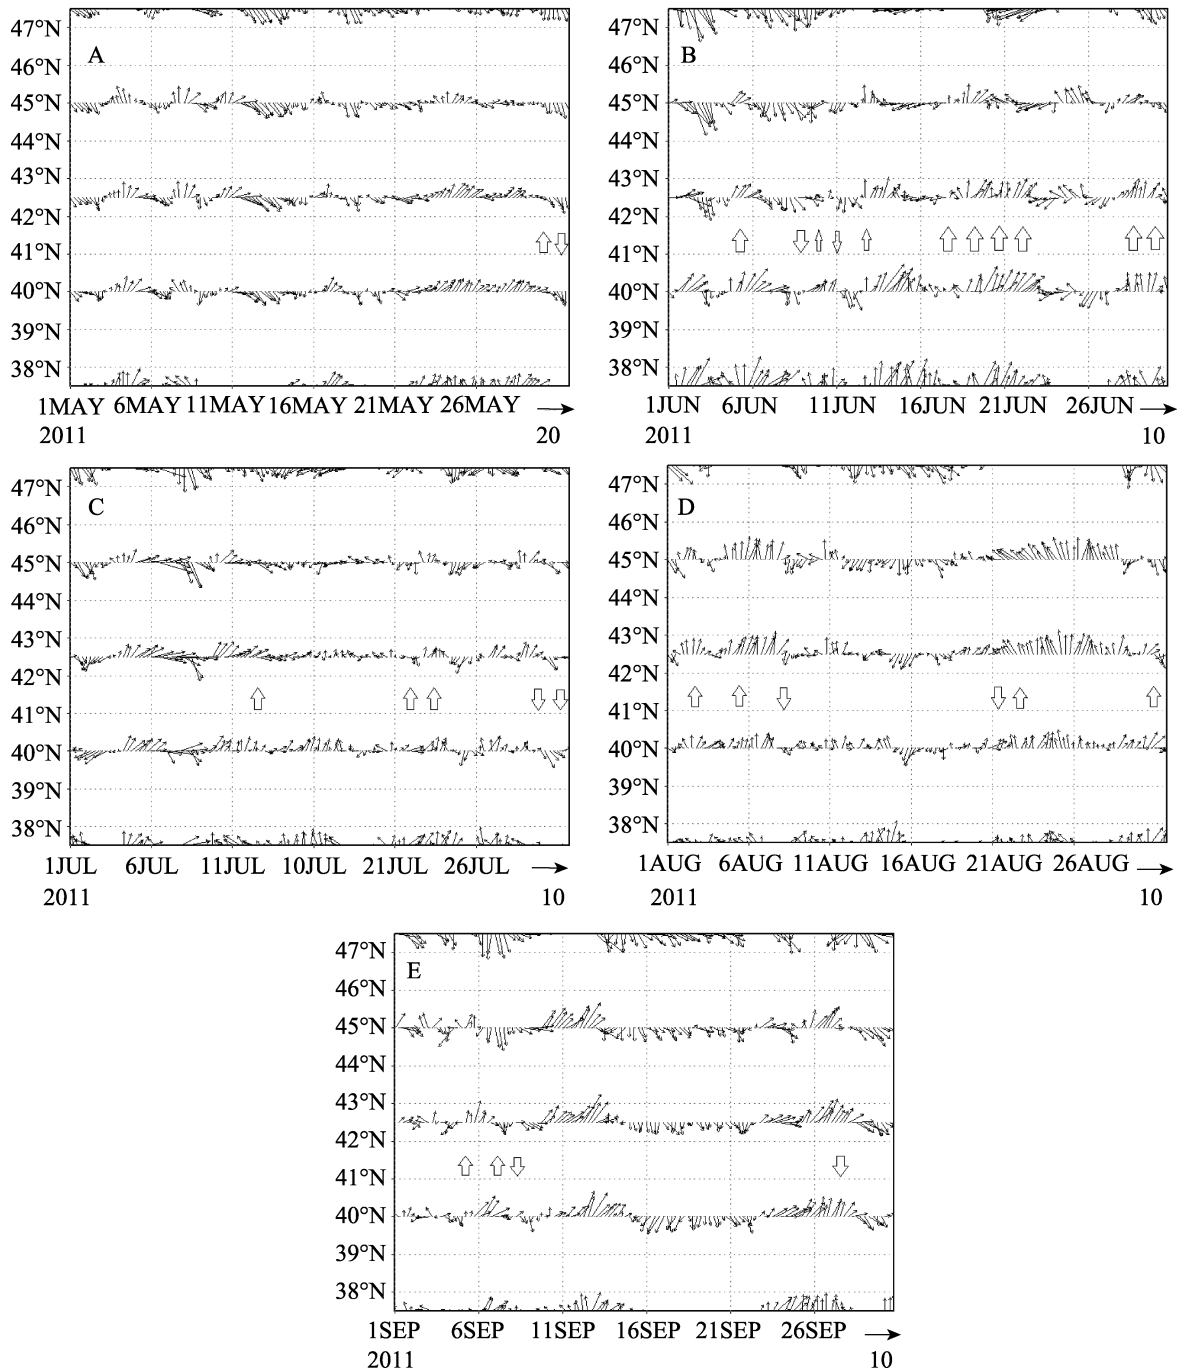 47°N
A
46°N
45°N
44°N
43°N
42°N
41°N
40°N
39°N
38°N
1MAY 6MAY 11MAY 16MAY 21MAY 26MAY
2011 20
47°N
B
46°N
45°N
44°N
43°N
42°N
41°N
40°N
39°N
38°N
1JUN 6JUN 11JUN 16JUN 21JUN 26JUN
2011 10
47°N
C
46°N
45°N
44°N
43°N
42°N
41°N
40°N
39°N
38°N
1JUL 6JUL 11JUL 10JUL 21JUL 26JUL
2011 10
47°N
D
46°N
45°N
44°N
43°N
42°N
41°N
40°N
39°N
38°N
1AUG 6AUG 11AUG 16AUG 21AUG 26AUG
2011 10
47°N
E
46°N
45°N
44°N
43°N
42°N
41°N
40°N
39°N
38°N
1SEP 6SEP 11SEP 16SEP 21SEP 26SEP
2011 10